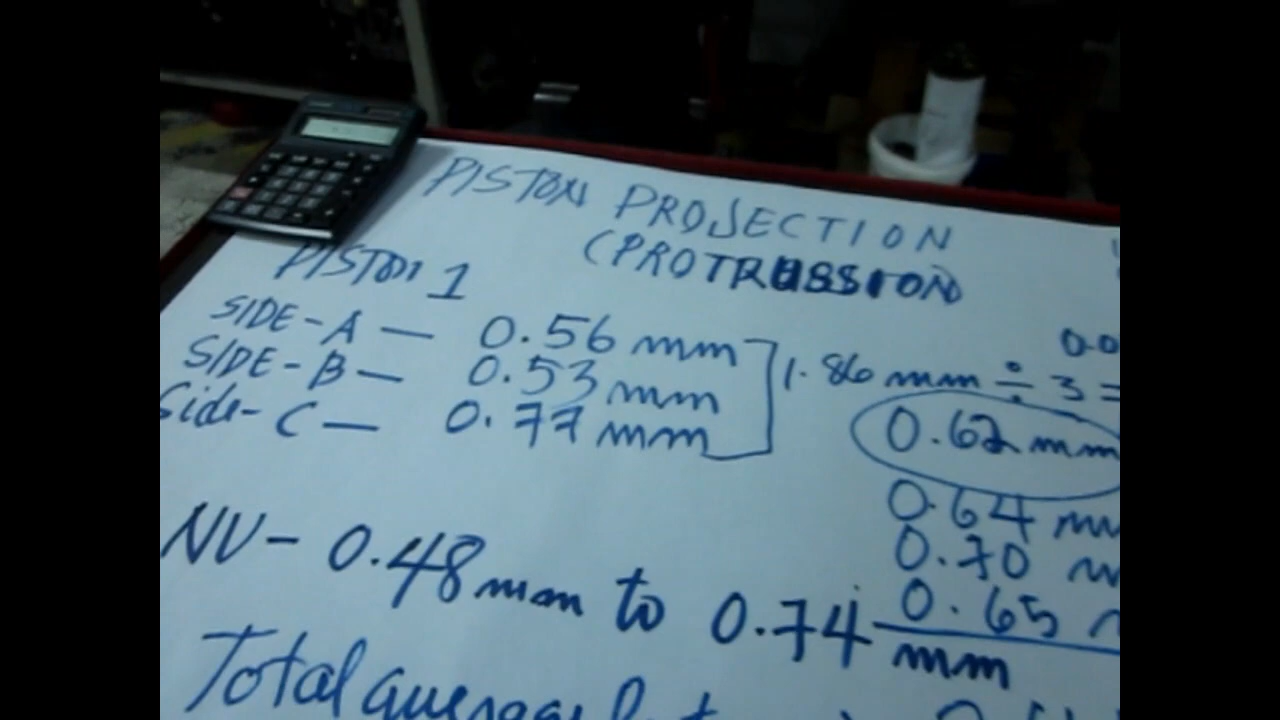 PISTON PROJECTION
(PROTRUSSION
PISTON 1
SIDE-A — 0.56 mm
SIDE-B — 0.53 mm
Side-C — 0.77 mm
1.86 mm ÷ 3 =
0.62 mm
0.64
0.70
0.65
NV - 0.48 mm to 0.74 mm
Total average